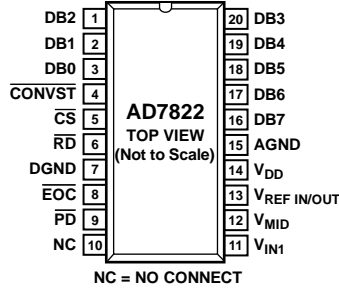 DB2 1
DB1 2
DB0 3
CONVST 4
CS 5
RD 6
DGND 7
EOC 8
PD 9
NC 10
AD7822
TOP VIEW
(Not to Scale)
20 DB3
19 DB4
18 DB5
17 DB6
16 DB7
15 AGND
14 VDD
13 VREF IN/OUT
12 VMID
11 VIN1
NC = NO CONNECT